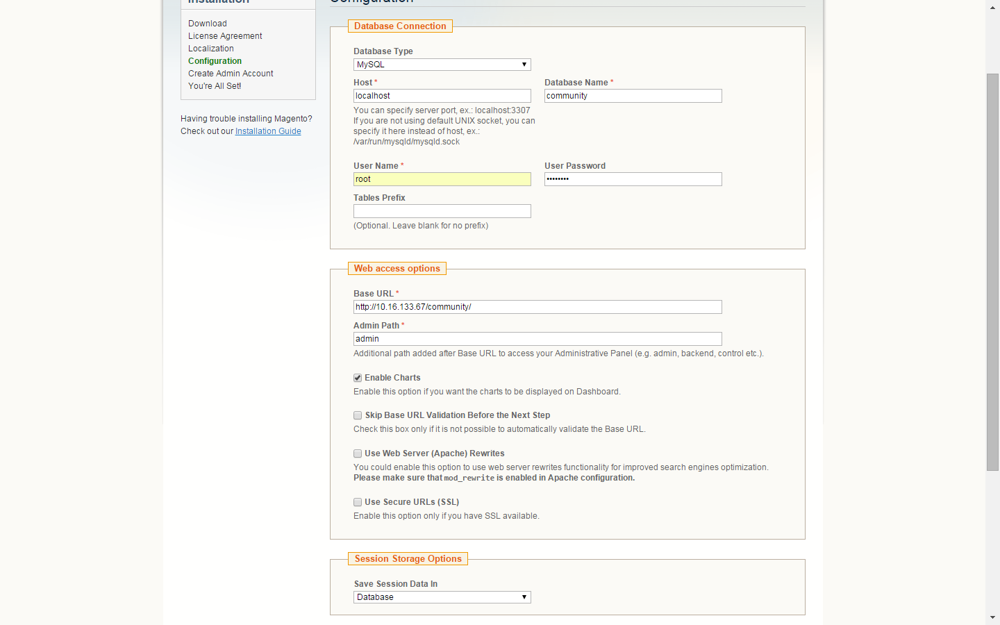 Installation
Download
License Agreement
Localization
Configuration
Create Admin Account
You're All Set!
Having trouble installing Magento?
Check out our Installation Guide
Configuration
Database Connection
Database Type
MySQL
Host *
localhost
You can specify server port, ex.: localhost:3307
If you are not using default UNIX socket, you can
specify it here instead of host, ex.:
/var/run/mysqld/mysqld.sock
Database Name *
community
User Name *
root
User Password
••••••••
Tables Prefix
(Optional. Leave blank for no prefix)
Web access options
Base URL *
http://10.16.133.67/community/
Admin Path *
admin
Additional path added after Base URL to access your Administrative Panel (e.g. admin, backend, control etc.).
Enable Charts
Enable this option if you want the charts to be displayed on Dashboard.
Skip Base URL Validation Before the Next Step
Check this box only if it is not possible to automatically validate the Base URL.
Use Web Server (Apache) Rewrites
You could enable this option to use web server rewrites functionality for improved search engines optimization.
Please make sure that mod_rewrite is enabled in Apache configuration.
Use Secure URLs (SSL)
Enable this option only if you have SSL available.
Session Storage Options
Save Session Data In
Database